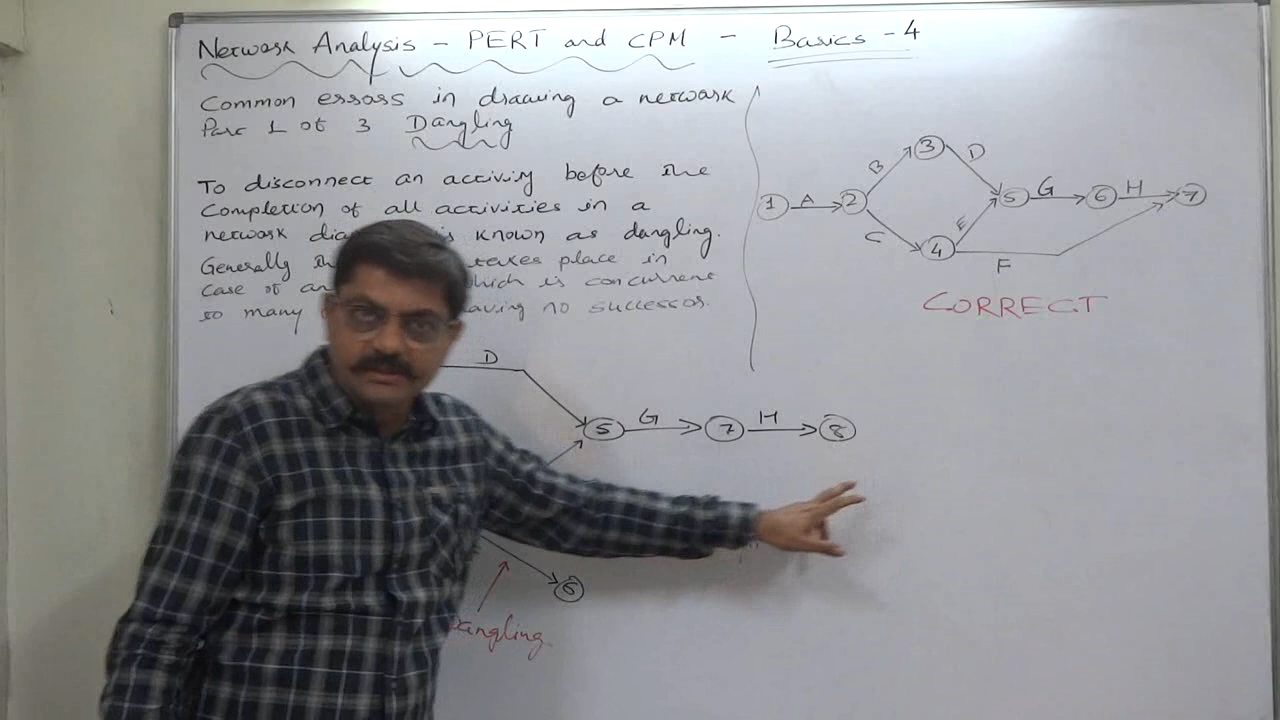 Network Analysis - PERT and CPM - Basics - 4
Common errors in drawing a network
Part 1 of 3 Dangling
To disconnect an activity before the
completion of all activities in a
network is known as dangling.
Generally takes place in
case of which is concurrent
so many having no successor.
D
5 G 7 H 8
6
Dangling
3
B D
1 A 2 5 G 6 H 7
C E
4
F
CORRECT